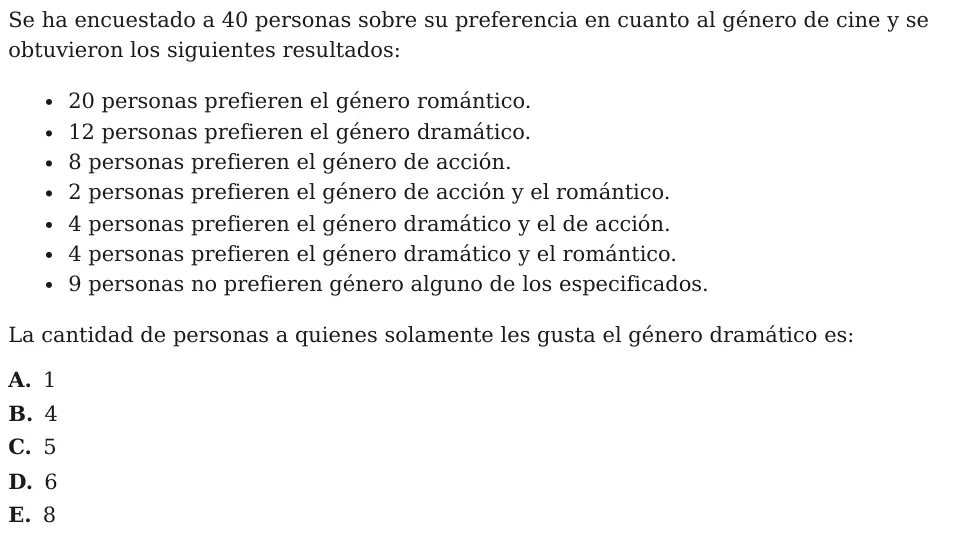 Se ha encuestado a 40 personas sobre su preferencia en cuanto al género de cine y se
obtuvieron los siguientes resultados:
• 20 personas prefieren el género romántico.
• 12 personas prefieren el género dramático.
• 8 personas prefieren el género de acción.
• 2 personas prefieren el género de acción y el romántico.
• 4 personas prefieren el género dramático y el de acción.
• 4 personas prefieren el género dramático y el romántico.
• 9 personas no prefieren género alguno de los especificados.
La cantidad de personas a quienes solamente les gusta el género dramático es:
A. 1
B. 4
C. 5
D. 6
E. 8